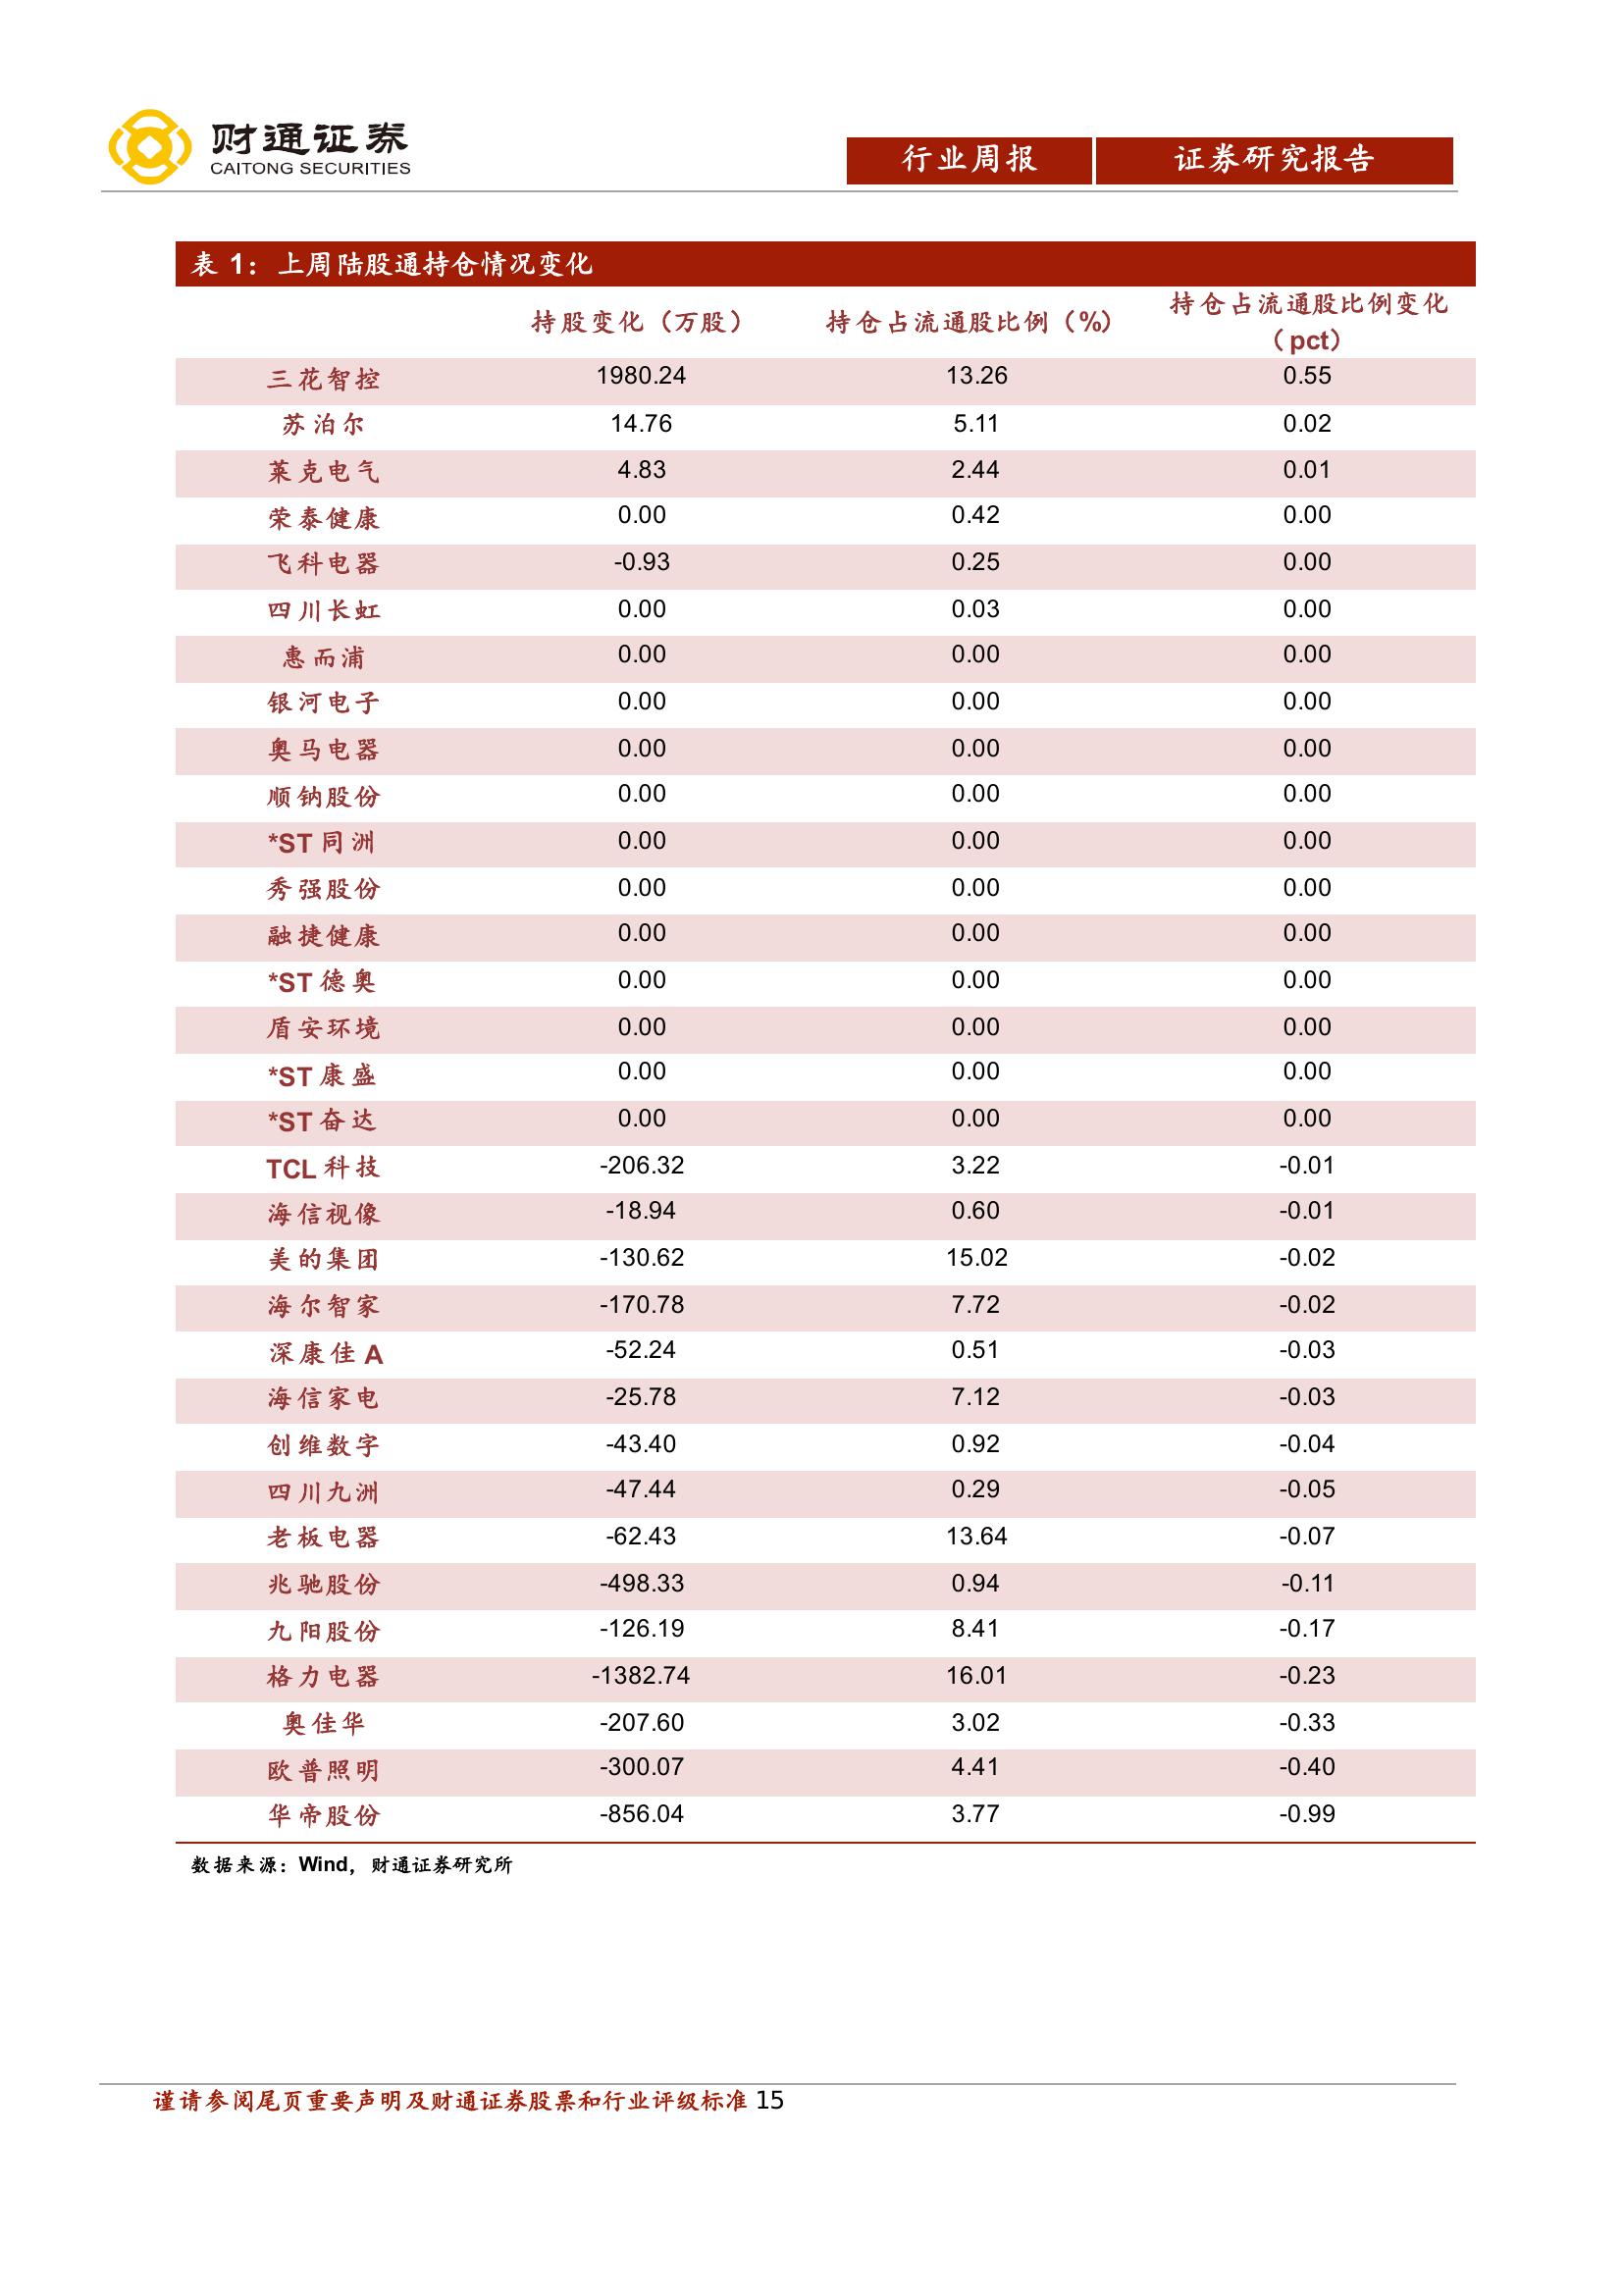 财通证券
CAITONG SECURITIES
行业周报 证券研究报告
表 1：上周陆股通持仓情况变化
持股变化（万股） 持仓占流通股比例（%） 持仓占流通股比例变化（pct）
三花智控 1980.24 13.26 0.55
苏泊尔 14.76 5.11 0.02
莱克电气 4.83 2.44 0.01
荣泰健康 0.00 0.42 0.00
飞科电器 -0.93 0.25 0.00
四川长虹 0.00 0.03 0.00
惠而浦 0.00 0.00 0.00
银河电子 0.00 0.00 0.00
奥马电器 0.00 0.00 0.00
顺钠股份 0.00 0.00 0.00
*ST 同洲 0.00 0.00 0.00
秀强股份 0.00 0.00 0.00
融捷健康 0.00 0.00 0.00
*ST 德奥 0.00 0.00 0.00
盾安环境 0.00 0.00 0.00
*ST 康盛 0.00 0.00 0.00
*ST 奋达 0.00 0.00 0.00
TCL 科技 -206.32 3.22 -0.01
海信视像 -18.94 0.60 -0.01
美的集团 -130.62 15.02 -0.02
海尔智家 -170.78 7.72 -0.02
深康佳 A -52.24 0.51 -0.03
海信家电 -25.78 7.12 -0.03
创维数字 -43.40 0.92 -0.04
四川九洲 -47.44 0.29 -0.05
老板电器 -62.43 13.64 -0.07
兆驰股份 -498.33 0.94 -0.11
九阳股份 -126.19 8.41 -0.17
格力电器 -1382.74 16.01 -0.23
奥佳华 -207.60 3.02 -0.33
欧普照明 -300.07 4.41 -0.40
华帝股份 -856.04 3.77 -0.99
数据来源：Wind，财通证券研究所
谨请参阅尾页重要声明及财通证券股票和行业评级标准 15